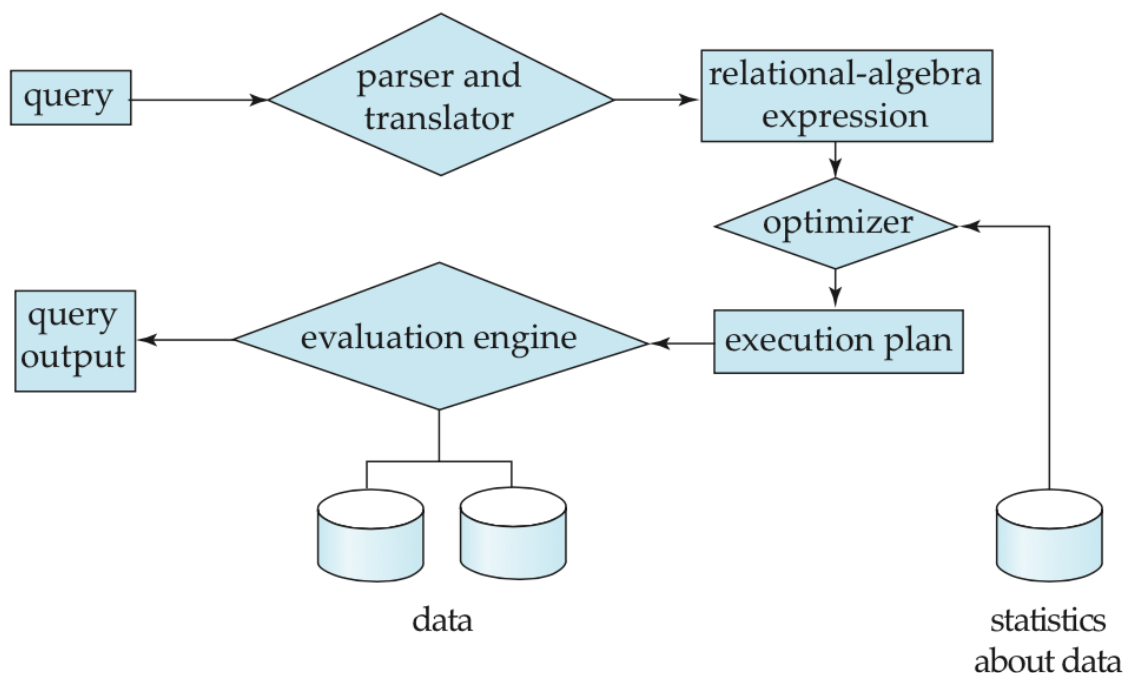 query
parser and
translator
relational-algebra
expression
optimizer
query
output
evaluation engine
execution plan
data
statistics
about data